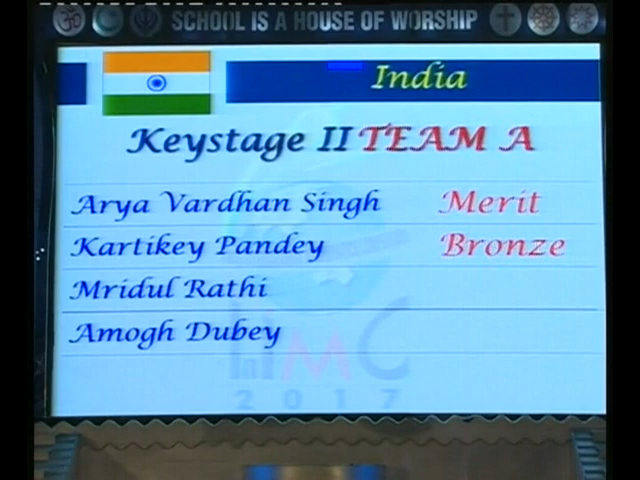 SCHOOL IS A HOUSE OF WORSHIP
India
Keystage II TEAM A
Arya Vardhan Singh Merit
Kartikey Pandey Bronze
Mridul Rathi
Amogh Dubey
2017